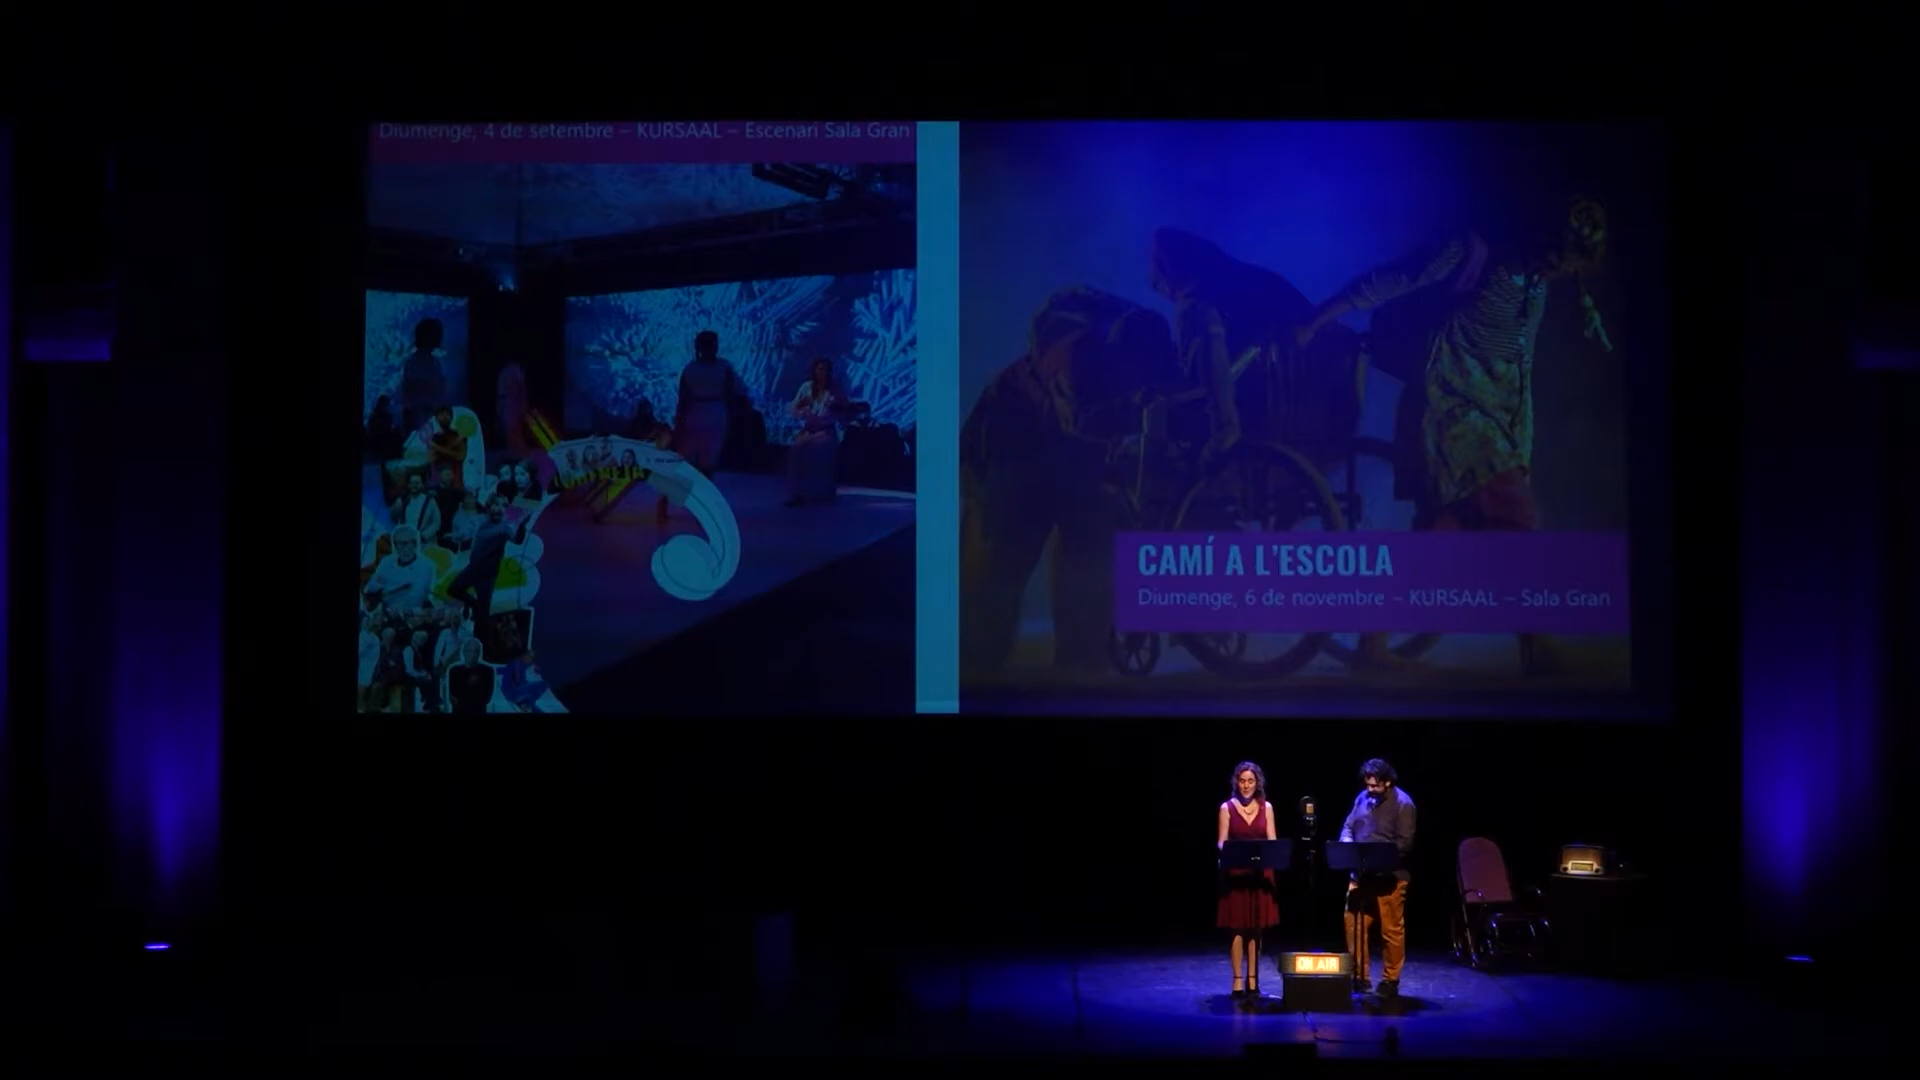 Diumenge, 4 de setembre – KURSAAL – Escenari Sala Gran
CAMÍ A L'ESCOLA
Diumenge, 6 de novembre – KURSAAL – Sala Gran
ON AIR